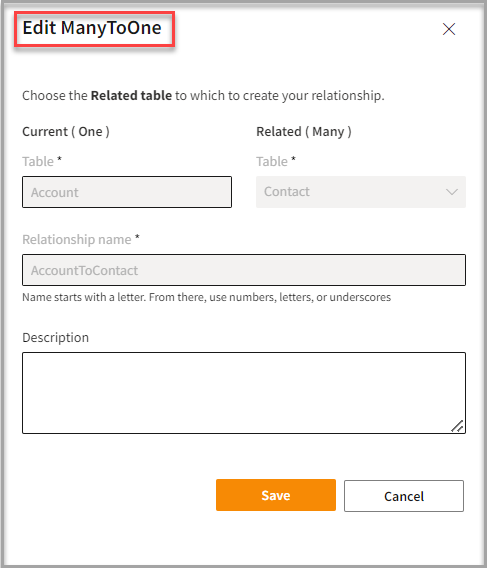 Edit ManyToOne
Choose the Related table to which to create your relationship.
Current ( One )
Related ( Many )
Table *
Table *
Account
Contact
Relationship name *
AccountToContact
Name starts with a letter. From there, use numbers, letters, or underscores
Description
Save
Cancel